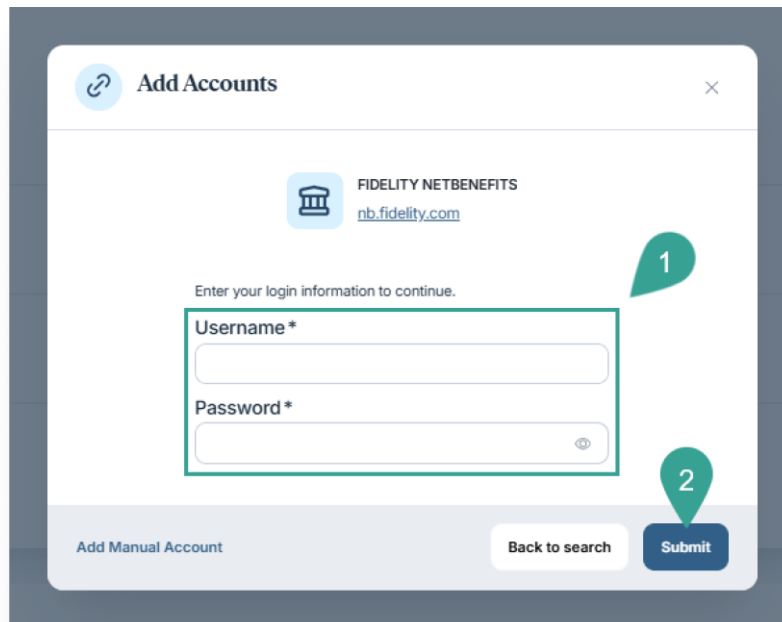 Add Accounts
FIDELITY NETBENEFITS
nb.fidelity.com
1
Enter your login information to continue.
Username*
Password*
2
Add Manual Account
Back to search
Submit